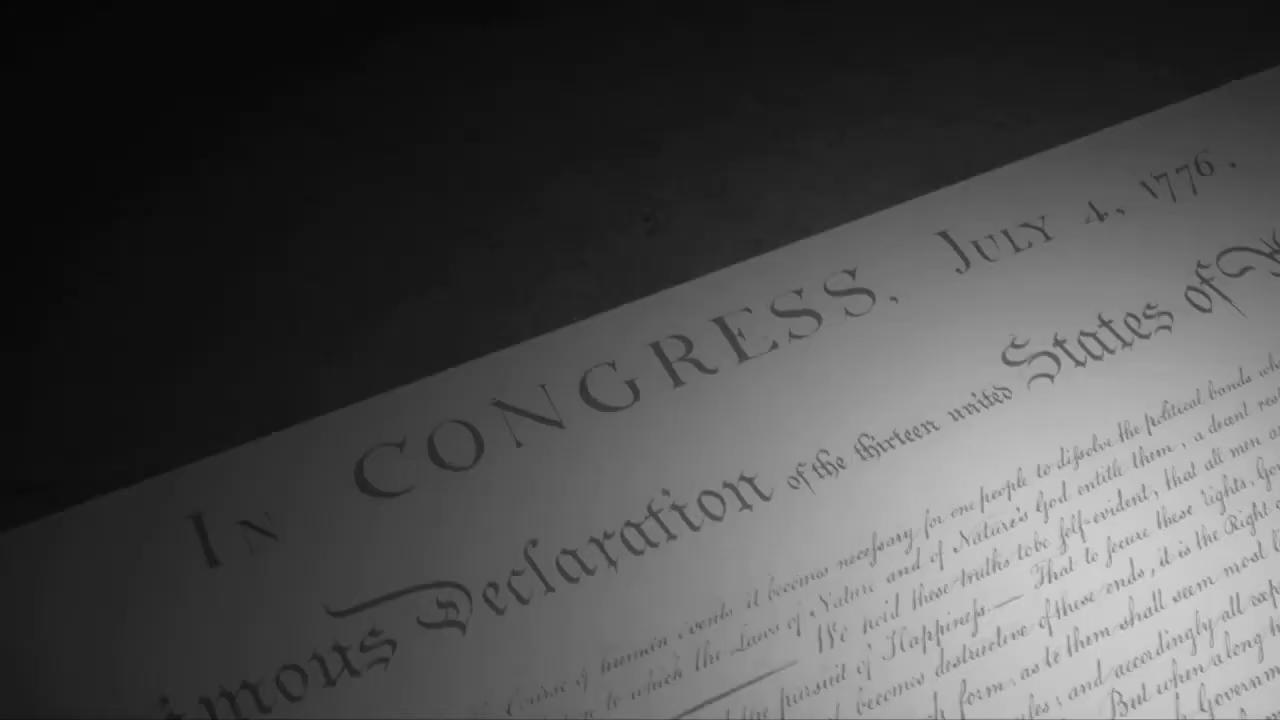 In CONGRESS, July 4, 1776.
imous Declaration of the thirteen united States of
Course of human events it becomes necessary for one people to dissolve the political bands wh
to which the Laws of Nature and of Nature's God entitle them, a decent res
We hold these truths to be self-evident, that all men a
the pursuit of Happiness.— That to secure these rights, Go
becomes destructive of these ends, it is the Right
form, as to them shall seem most l
and accordingly all exp
But when a long
Governm